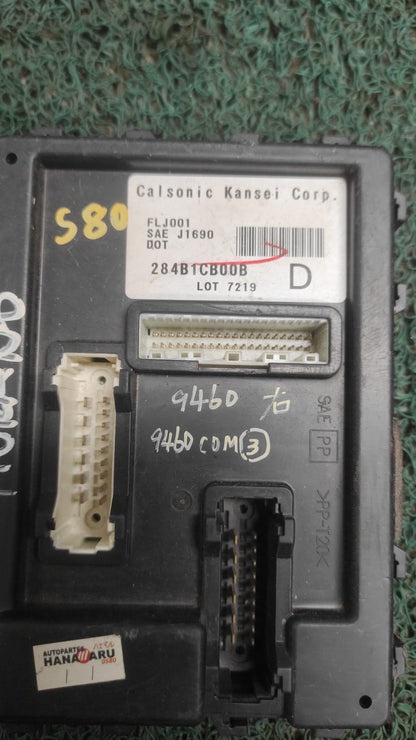 Calsonic Kansei Corp.
FLJ001
SAE J1690
DOT
284B1CB00B
D
LOT 7219
S80
9460 右
9460 COM ③
SAE PP
>PP-T20<
AUTOPARTS
HANAMARU
0580